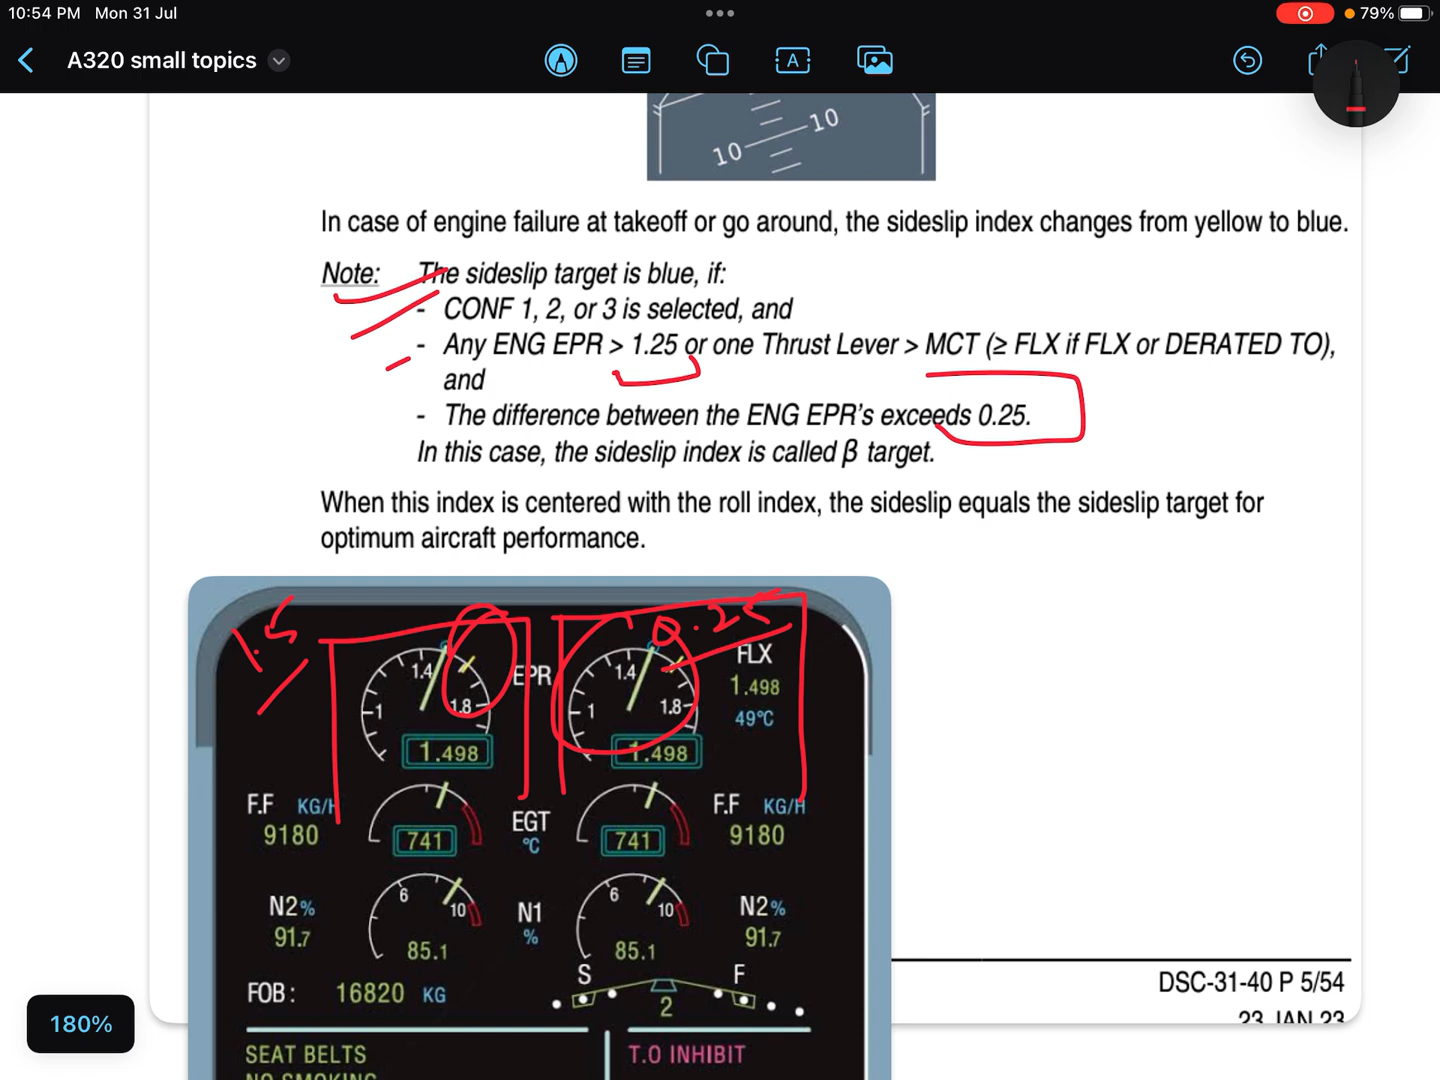 10:54 PM Mon 31 Jul
79%
A320 small topics
A
10 10
In case of engine failure at takeoff or go around, the sideslip index changes from yellow to blue.
Note: The sideslip target is blue, if:
- CONF 1, 2, or 3 is selected, and
- Any ENG EPR > 1.25 or one Thrust Lever > MCT (≥ FLX if FLX or DERATED TO),
and
- The difference between the ENG EPR's exceeds 0.25.
In this case, the sideslip index is called β target.
When this index is centered with the roll index, the sideslip equals the sideslip target for
optimum aircraft performance.
1.5
0.25
1.4 EPR 1.4 FLX
1 1.8 1 1.8 1.498
49°C
1.498 1.498
F.F KG/H F.F KG/H
9180 741 EGT °C 741 9180
N2% 6 10 N1 % 6 10 N2%
91.7 85.1 85.1 91.7
S F
FOB: 16820 KG 2
SEAT BELTS T.O INHIBIT
NO SMOKING
DSC-31-40 P 5/54
23 JAN 23
180%